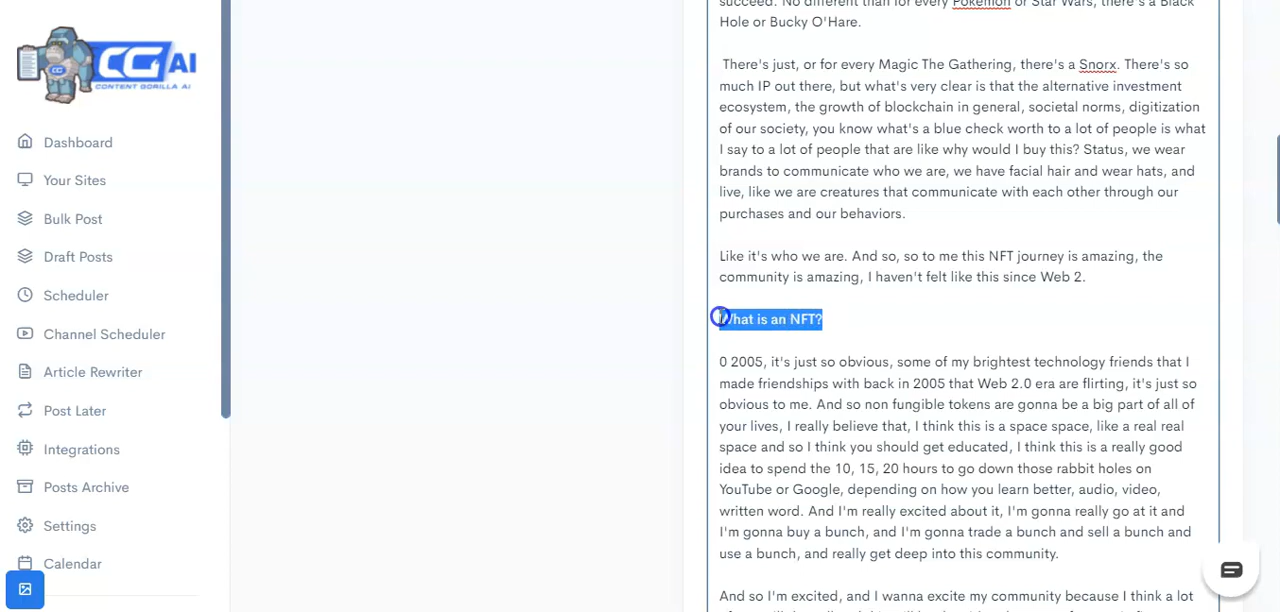 CG AI
CONTENT GORILLA AI
CG
Dashboard
Your Sites
Bulk Post
Draft Posts
Scheduler
Channel Scheduler
Article Rewriter
Post Later
Integrations
Posts Archive
Settings
Calendar
succeed. No different than for every Pokemon or Star Wars, there's a Black
Hole or Bucky O'Hare.
There's just, or for every Magic The Gathering, there's a Snorx. There's so
much IP out there, but what's very clear is that the alternative investment
ecosystem, the growth of blockchain in general, societal norms, digitization
of our society, you know what's a blue check worth to a lot of people is what
I say to a lot of people that are like why would I buy this? Status, we wear
brands to communicate who we are, we have facial hair and wear hats, and
live, like we are creatures that communicate with each other through our
purchases and our behaviors.
Like it's who we are. And so, so to me this NFT journey is amazing, the
community is amazing, I haven't felt like this since Web 2.
What is an NFT?
0 2005, it's just so obvious, some of my brightest technology friends that I
made friendships with back in 2005 that Web 2.0 era are flirting, it's just so
obvious to me. And so non fungible tokens are gonna be a big part of all of
your lives, I really believe that, I think this is a space space, like a real real
space and so I think you should get educated, I think this is a really good
idea to spend the 10, 15, 20 hours to go down those rabbit holes on
YouTube or Google, depending on how you learn better, audio, video,
written word. And I'm really excited about it, I'm gonna really go at it and
I'm gonna buy a bunch, and I'm gonna trade a bunch and sell a bunch and
use a bunch, and really get deep into this community.
And so I'm excited, and I wanna excite my community because I think a lot